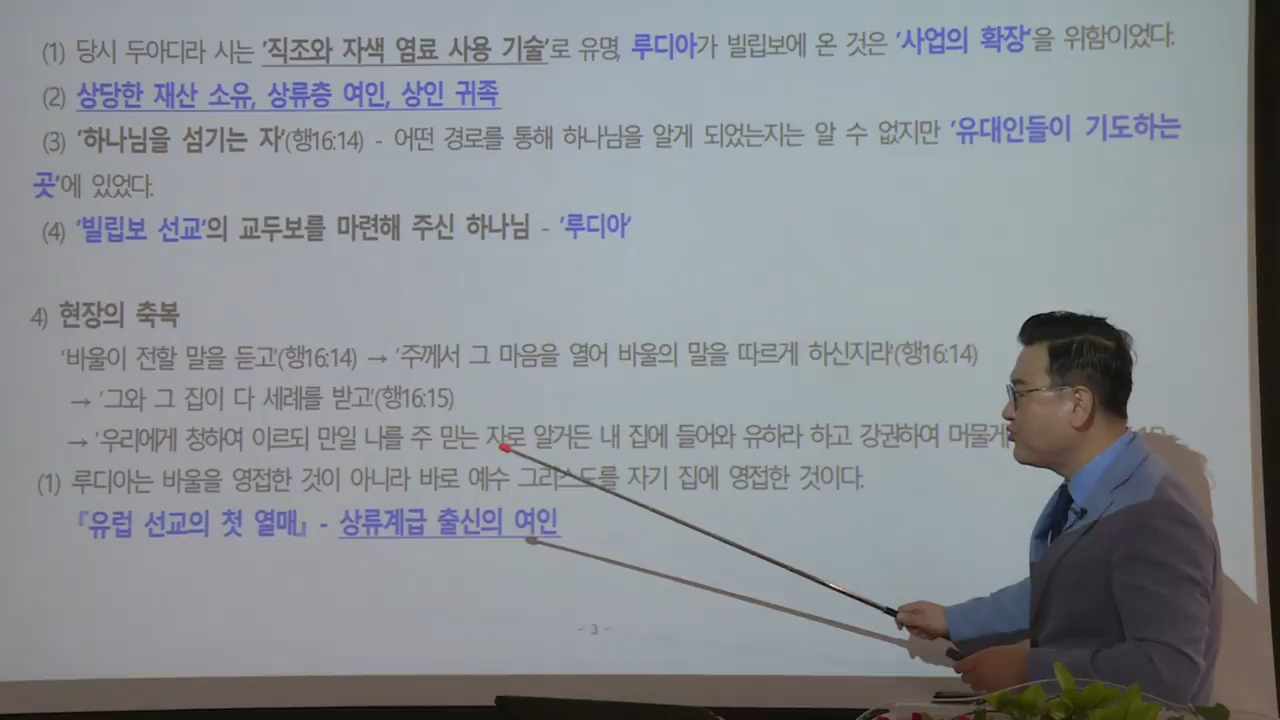 (1) 당시 두아디라 시는 '직조와 자색 염료 사용 기술'로 유명, 루디아가 빌립보에 온 것은 '사업의 확장'을 위함이었다.
(2) 상당한 재산 소유, 상류층 여인, 상인 귀족
(3) '하나님을 섬기는 자'(행16:14) - 어떤 경로를 통해 하나님을 알게 되었는지는 알 수 없지만 '유대인들이 기도하는
곳'에 있었다.
(4) '빌립보 선교'의 교두보를 마련해 주신 하나님 - '루디아'
4) 현장의 축복
'바울이 전할 말을 듣고'(행16:14) → '주께서 그 마음을 열어 바울의 말을 따르게 하신지라'(행16:14)
→ '그와 그 집이 다 세례를 받고'(행16:15)
→ '우리에게 청하여 이르되 만일 나를 주 믿는 자로 알거든 내 집에 들어와 유하라 하고 강권하여 머물게
(1) 루디아는 바울을 영접한 것이 아니라 바로 예수 그리스도를 자기 집에 영접한 것이다.
『유럽 선교의 첫 열매』 - 상류계급 출신의 여인
- 3 -